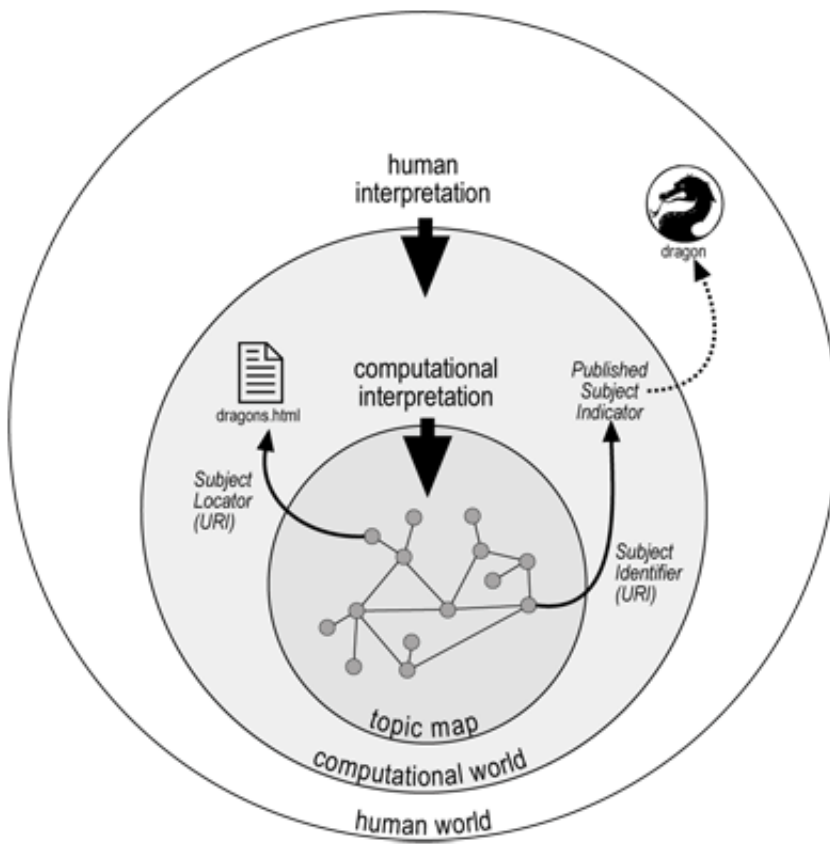 human
interpretation
dragon
computational
interpretation
dragons.html
Published
Subject
Indicator
Subject
Locator
(URI)
Subject
Identifier
(URI)
topic map
computational world
human world